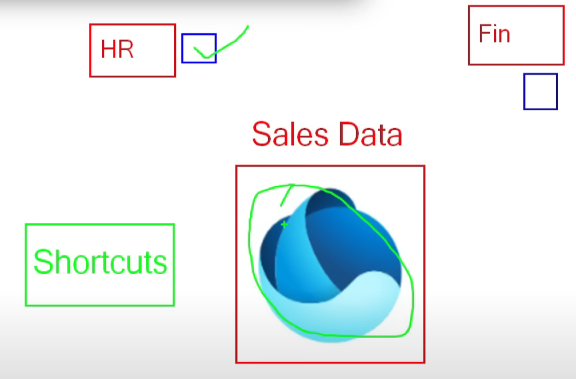 HR
Fin
Sales Data
Shortcuts